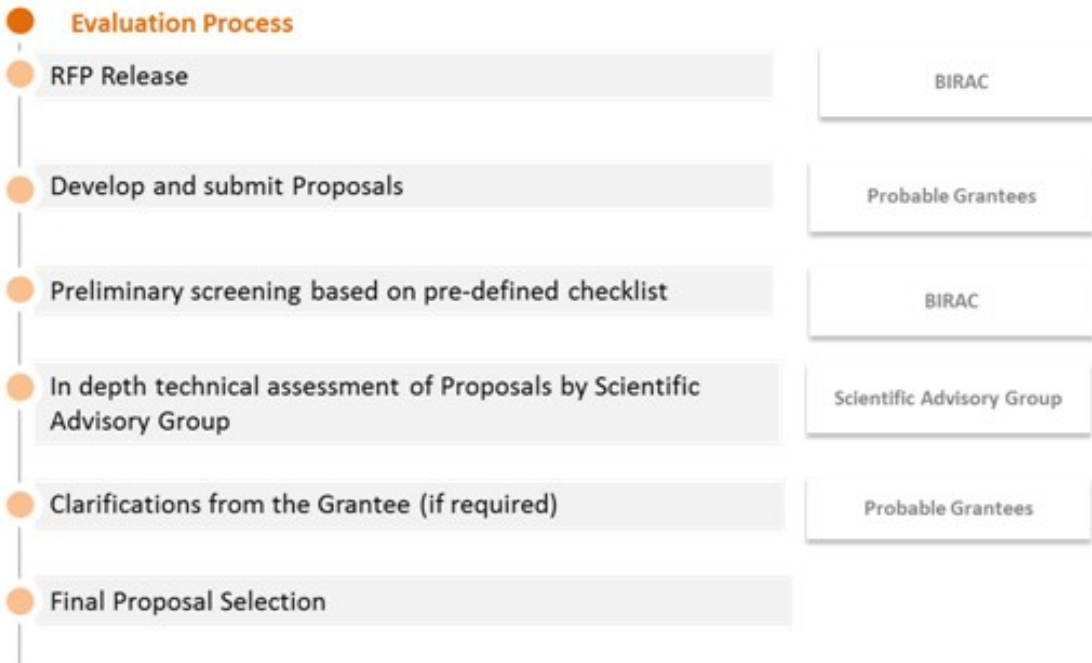 Evaluation Process
RFP Release
BIRAC
Develop and submit Proposals
Probable Grantees
Preliminary screening based on pre-defined checklist
BIRAC
In depth technical assessment of Proposals by Scientific
Advisory Group
Scientific Advisory Group
Clarifications from the Grantee (if required)
Probable Grantees
Final Proposal Selection